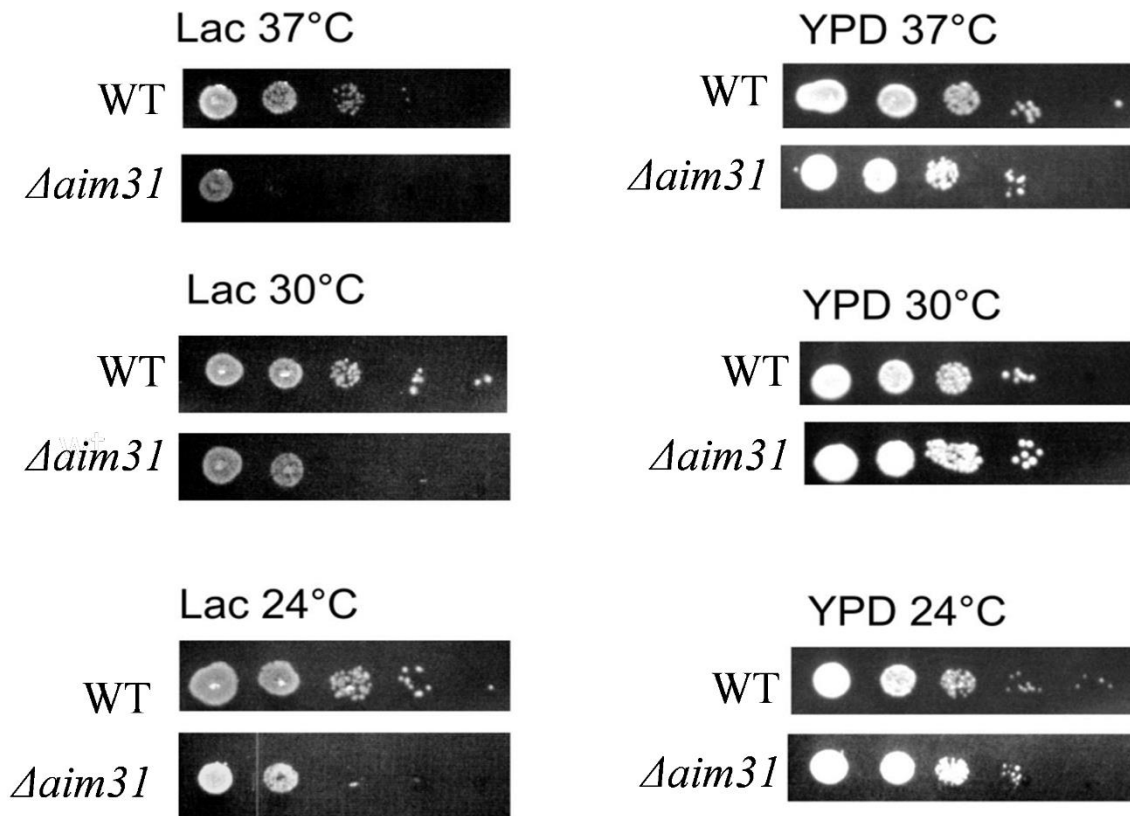 Lac 37°C
WT
Δaim31
Lac 30°C
WT
wt
Δaim31
Lac 24°C
WT
Δaim31
YPD 37°C
WT
Δaim31
YPD 30°C
WT
Δaim31
YPD 24°C
WT
Δaim31